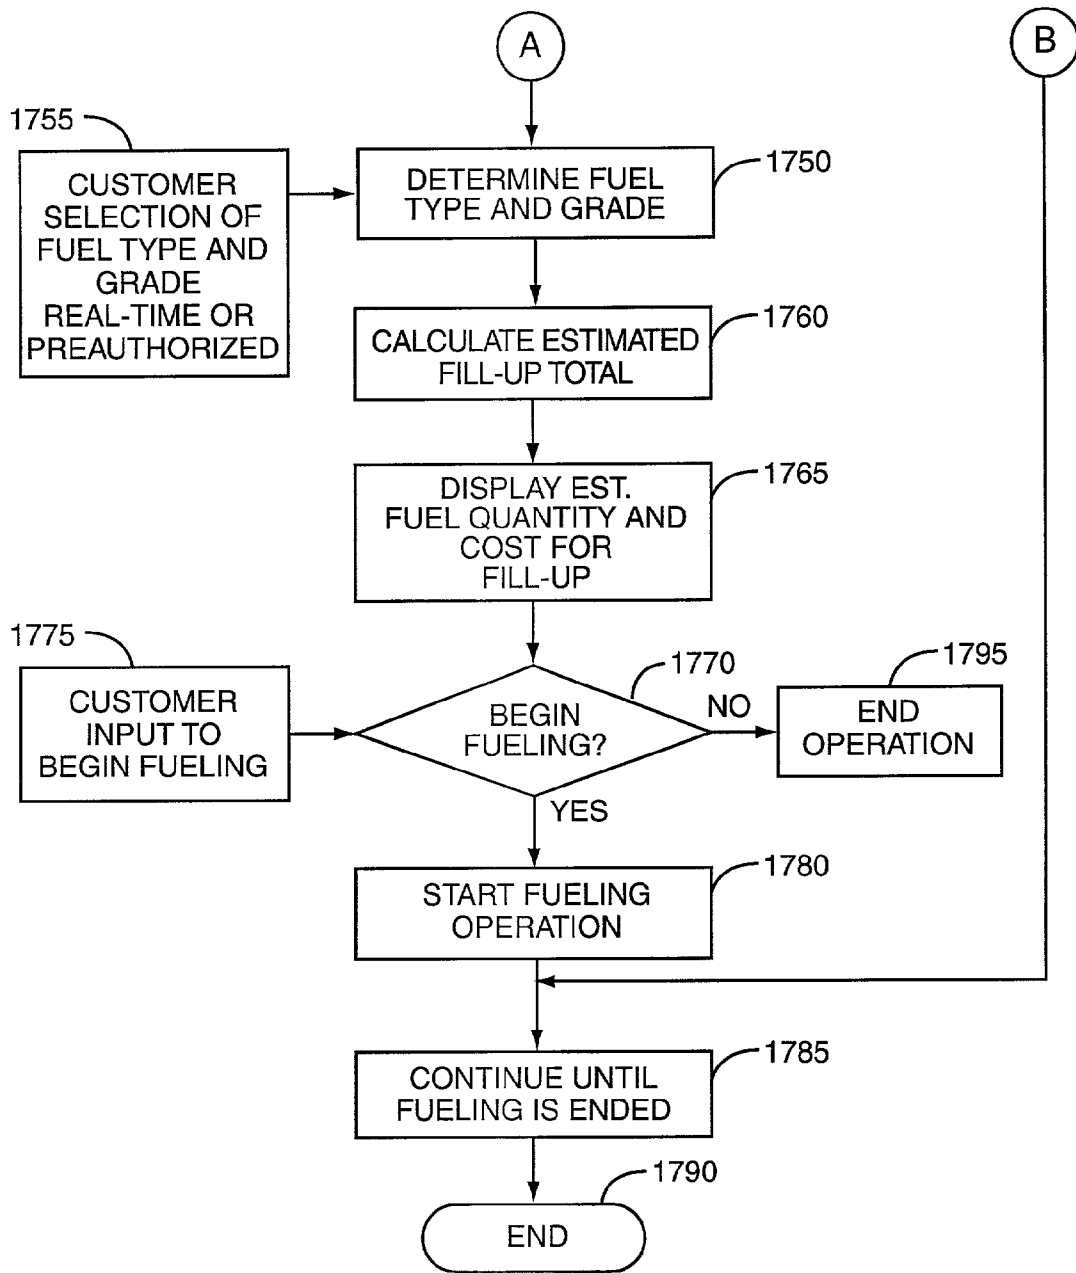 A
B
1755
1750
CUSTOMER
SELECTION OF
FUEL TYPE AND
GRADE
REAL-TIME OR
PREAUTHORIZED
DETERMINE FUEL
TYPE AND GRADE
1760
CALCULATE ESTIMATED
FILL-UP TOTAL
1765
DISPLAY EST.
FUEL QUANTITY AND
COST FOR
FILL-UP
1775
CUSTOMER
INPUT TO
BEGIN FUELING
1770
BEGIN
FUELING?
NO
1795
END
OPERATION
YES
1780
START FUELING
OPERATION
1785
CONTINUE UNTIL
FUELING IS ENDED
1790
END